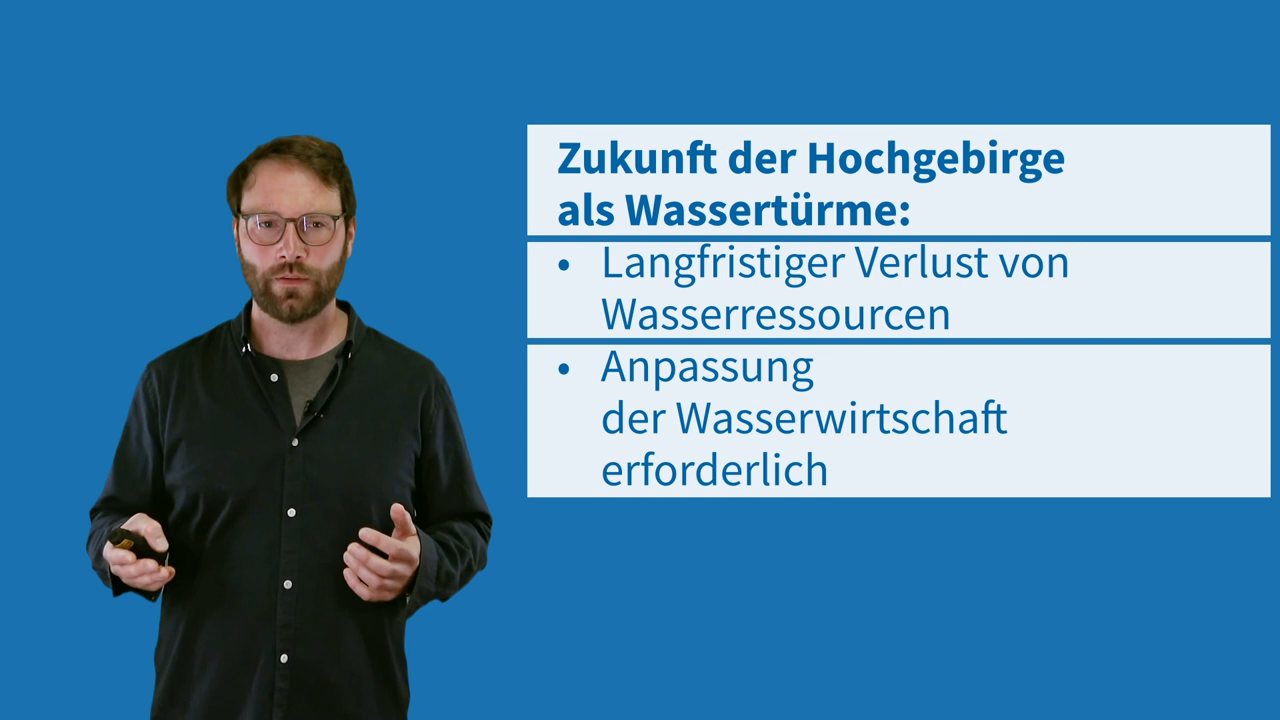 Zukunft der Hochgebirge
als Wassertürme:
• Langfristiger Verlust von
Wasserressourcen
• Anpassung
der Wasserwirtschaft
erforderlich